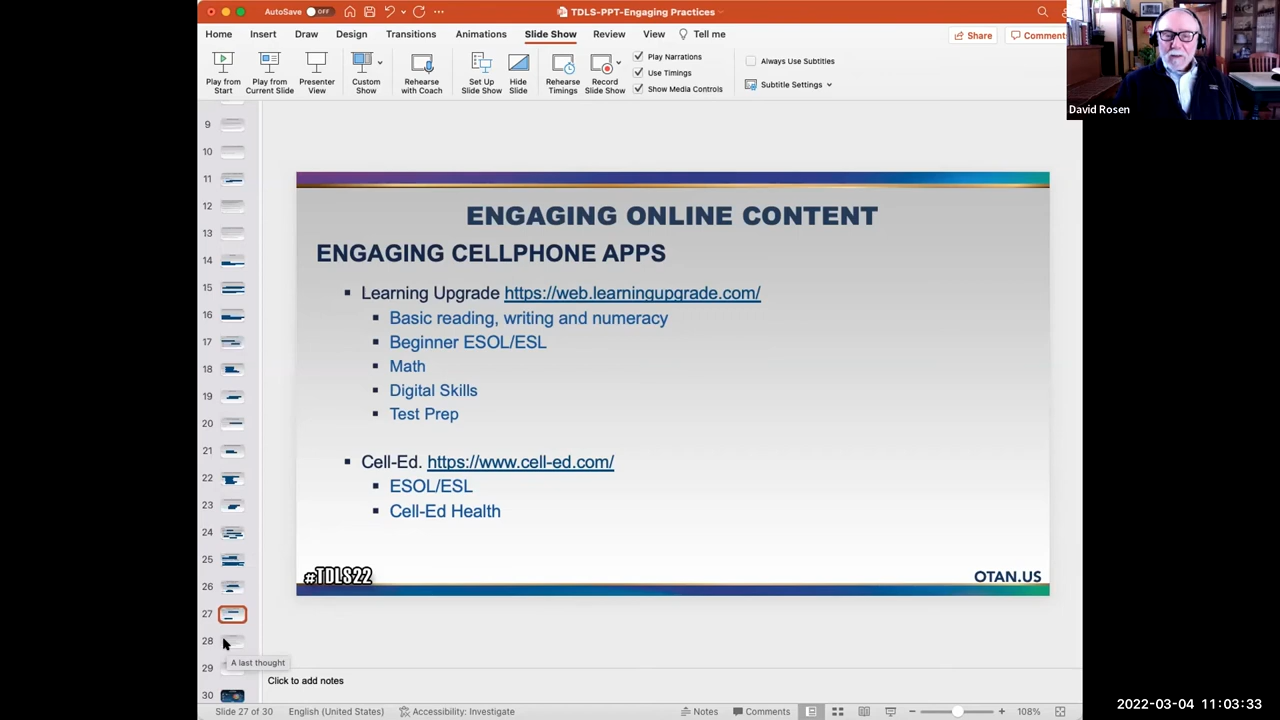 AutoSave OFF
TDLS-PPT-Engaging Practices
Home Insert Draw Design Transitions Animations Slide Show Review View Tell me
Share Comment
Play from Start
Play from Current Slide
Presenter View
Custom Show
Rehearse with Coach
Set Up Slide Show
Hide Slide
Rehearse Timings
Record Slide Show
Play Narrations
Use Timings
Show Media Controls
Always Use Subtitles
Subtitle Settings
David Rosen
9
10
11
12
13
14
15
16
17
18
19
20
21
22
23
24
25
26
27
28
29
30
A last thought
ENGAGING ONLINE CONTENT
ENGAGING CELLPHONE APPS
Learning Upgrade https://web.learningupgrade.com/
Basic reading, writing and numeracy
Beginner ESOL/ESL
Math
Digital Skills
Test Prep
Cell-Ed. https://www.cell-ed.com/
ESOL/ESL
Cell-Ed Health
#TDLS22
OTAN.US
Click to add notes
Slide 27 of 30 English (United States) Accessibility: Investigate Notes Comments 108%
2022-03-04 11:03:33